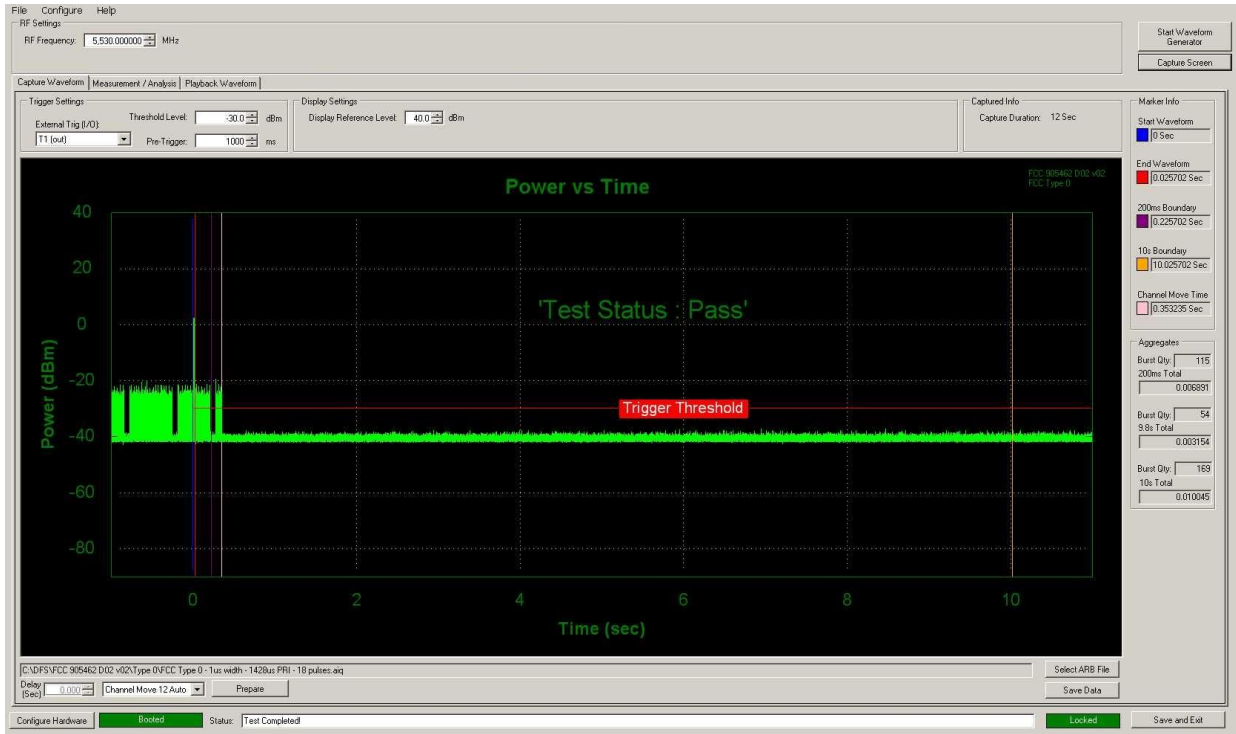 File Configure Help
RF Settings
RF Frequency: 5,530.000000 MHz
Start Waveform Generator
Capture Screen
Capture Waveform Measurement / Analysis Playback Waveform
Trigger Settings
External Trig (I/O):
T1 (out)
Threshold Level: -30.0 dBm
Pre-Trigger: 1000 ms
Display Settings
Display Reference Level: 40.0 dBm
Captured Info
Capture Duration: 12 Sec
Marker Info
Start Waveform
0 Sec
End Waveform
0.025702 Sec
200ms Boundary
0.225702 Sec
10s Boundary
10.025702 Sec
Channel Move Time
0.353235 Sec
Aggregates
Burst Qty: 115
200ms Total
0.006891
Burst Qty: 54
9.8s Total
0.003154
Burst Qty: 169
10s Total
0.010045
Power vs Time
FCC 905462 D02 v02
FCC Type 0
'Test Status : Pass'
Trigger Threshold
Power (dBm)
40
20
0
-20
-40
-60
-80
0 2 4 6 8 10
Time (sec)
C:\DFS\FCC 905462 D02 v02\Type 0\FCC Type 0 - 1us width - 1428us PRI - 18 pulses.aiq
Select ARB File
Delay (Sec) 0.000 Channel Move 12 Auto Prepare
Save Data
Configure Hardware Booted Status: Test Completed! Locked Save and Exit